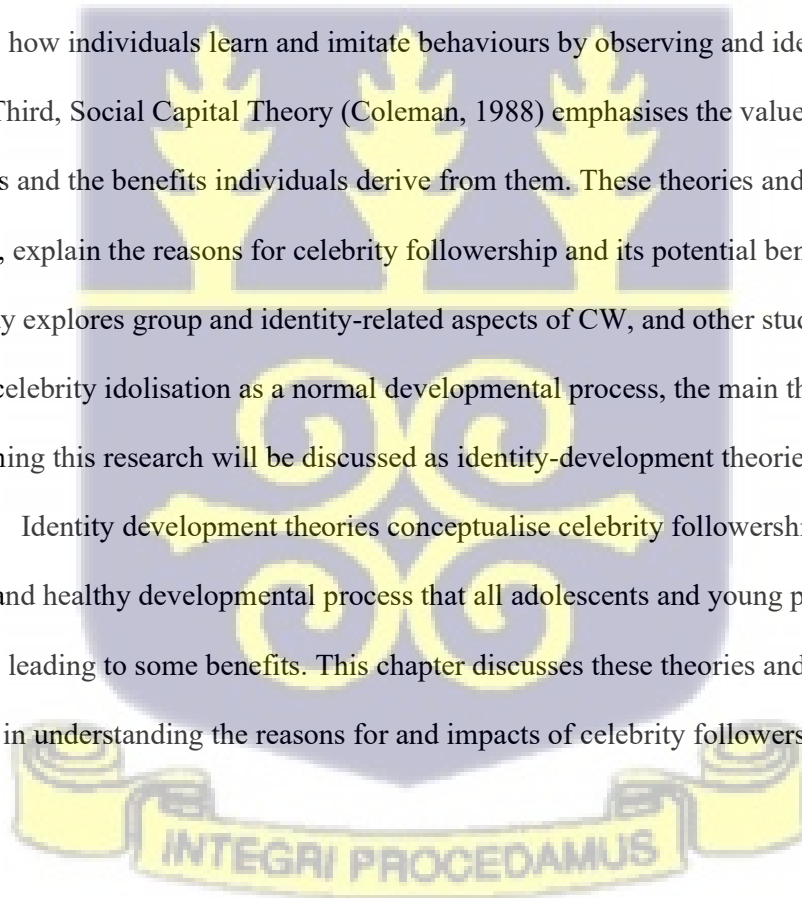 how individuals learn and imitate behaviours by observing and ide
Third, Social Capital Theory (Coleman, 1988) emphasises the value
s and the benefits individuals derive from them. These theories and
, explain the reasons for celebrity followership and its potential ben
y explores group and identity-related aspects of CW, and other stud
celebrity idolisation as a normal developmental process, the main th
ning this research will be discussed as identity-development theorie
Identity development theories conceptualise celebrity followershi
and healthy developmental process that all adolescents and young p
leading to some benefits. This chapter discusses these theories and
in understanding the reasons for and impacts of celebrity followers
INTEGRI PROCEDAMUS